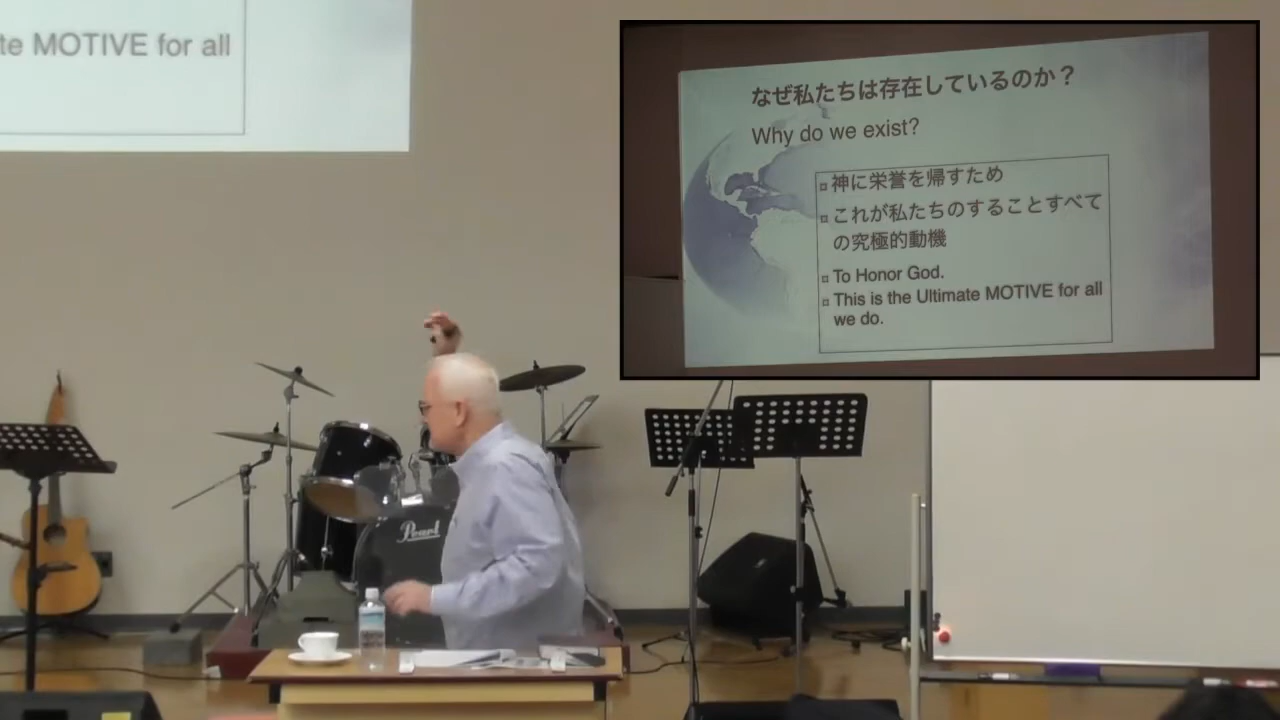 te MOTIVE for all
なぜ私たちは存在しているのか？
Why do we exist?
神に栄誉を帰すため
これが私たちのすることすべて
の究極的動機
To Honor God.
This is the Ultimate MOTIVE for all
we do.
Pearl